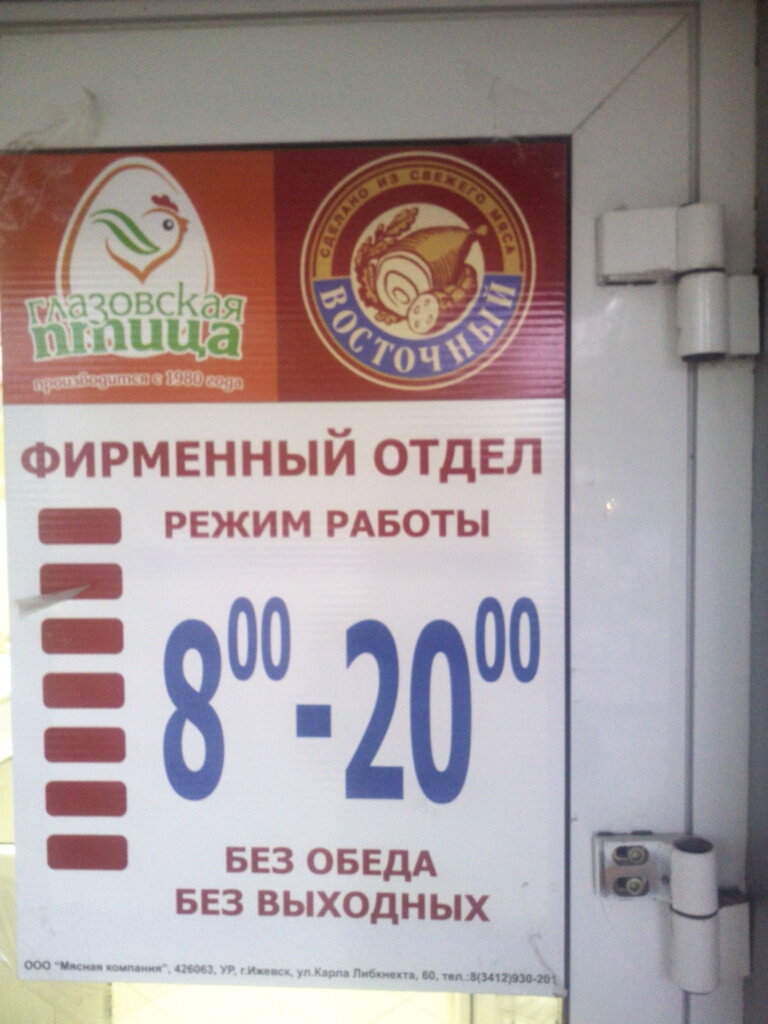 глазовская
птица
производится с 1980 года
СДЕЛАНО ИЗ СВЕЖЕГО МЯСА
ВОСТОЧНЫЙ
ФИРМЕННЫЙ ОТДЕЛ
РЕЖИМ РАБОТЫ
8⁰⁰-20⁰⁰
БЕЗ ОБЕДА
БЕЗ ВЫХОДНЫХ
ООО "Мясная компания", 426063, УР, г.Ижевск, ул.Карла Либкнехта, 60, тел.:8(3412)930-201